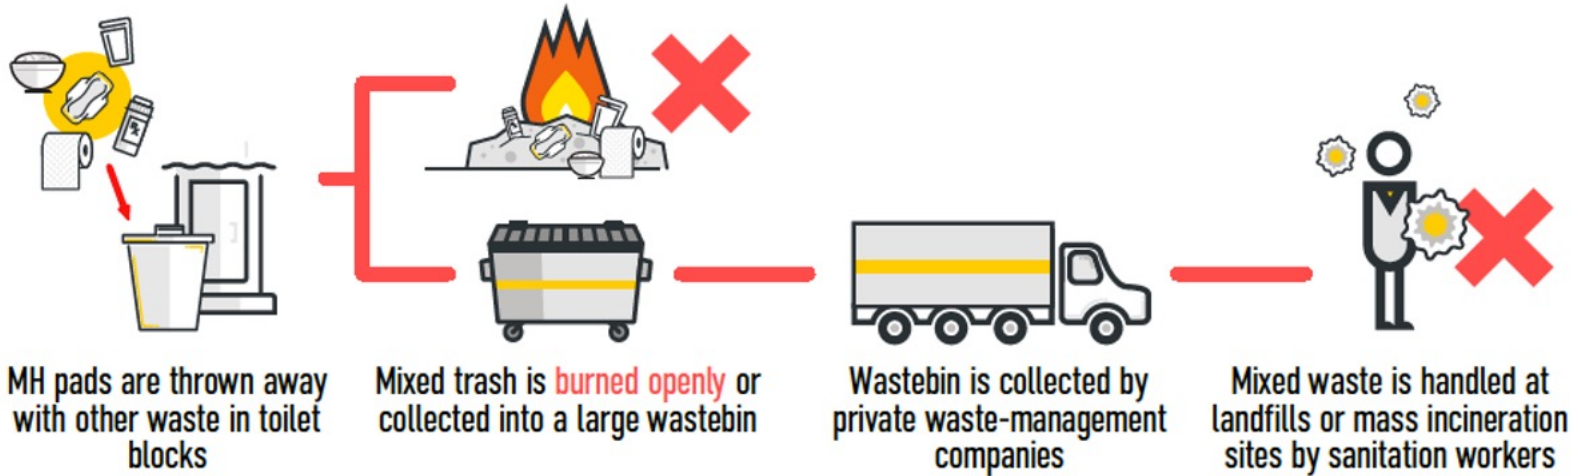 MH pads are thrown away
with other waste in toilet
blocks
Mixed trash is burned openly or
collected into a large wastebin
Wastebin is collected by
private waste-management
companies
Mixed waste is handled at
landfills or mass incineration
sites by sanitation workers